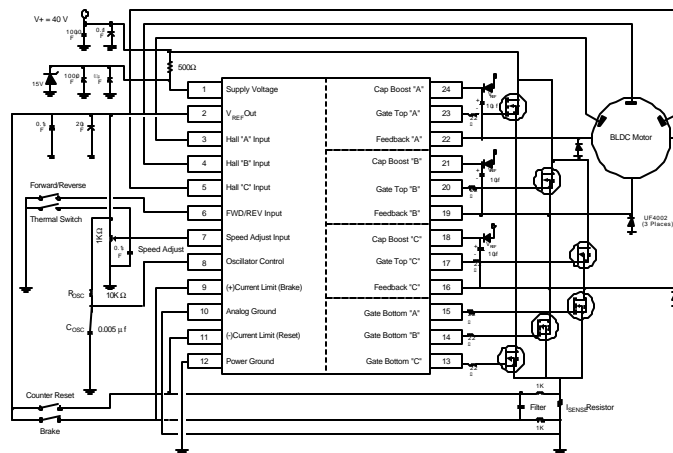 V+ = 40 V
1000
F
F
500Ω
15V
1000
F
F
1
Supply Voltage
2
VREF Out
3
Hall "A" Input
4
Hall "B" Input
5
Hall "C" Input
6
FWD/REV Input
7
Speed Adjust Input
8
Oscillator Control
9
(+)Current Limit (Brake)
10
Analog Ground
11
(-)Current Limit (Reset)
12
Power Ground
Cap Boost "A"
24
Gate Top "A"
23
Feedback "A"
22
Cap Boost "B"
21
Gate Top "B"
20
Feedback "B"
19
Cap Boost "C"
18
Gate Top "C"
17
Feedback "C"
16
Gate Bottom "A"
15
Gate Bottom "B"
14
Gate Bottom "C"
13
BLDC Motor
UF4002
(3 Places)
Forward/Reverse
Thermal Switch
1KΩ
Speed Adjust
10KΩ
ROSC
COSC
0.005 µf
Counter Reset
Brake
1K
Filter
ISENSE Resistor
1K